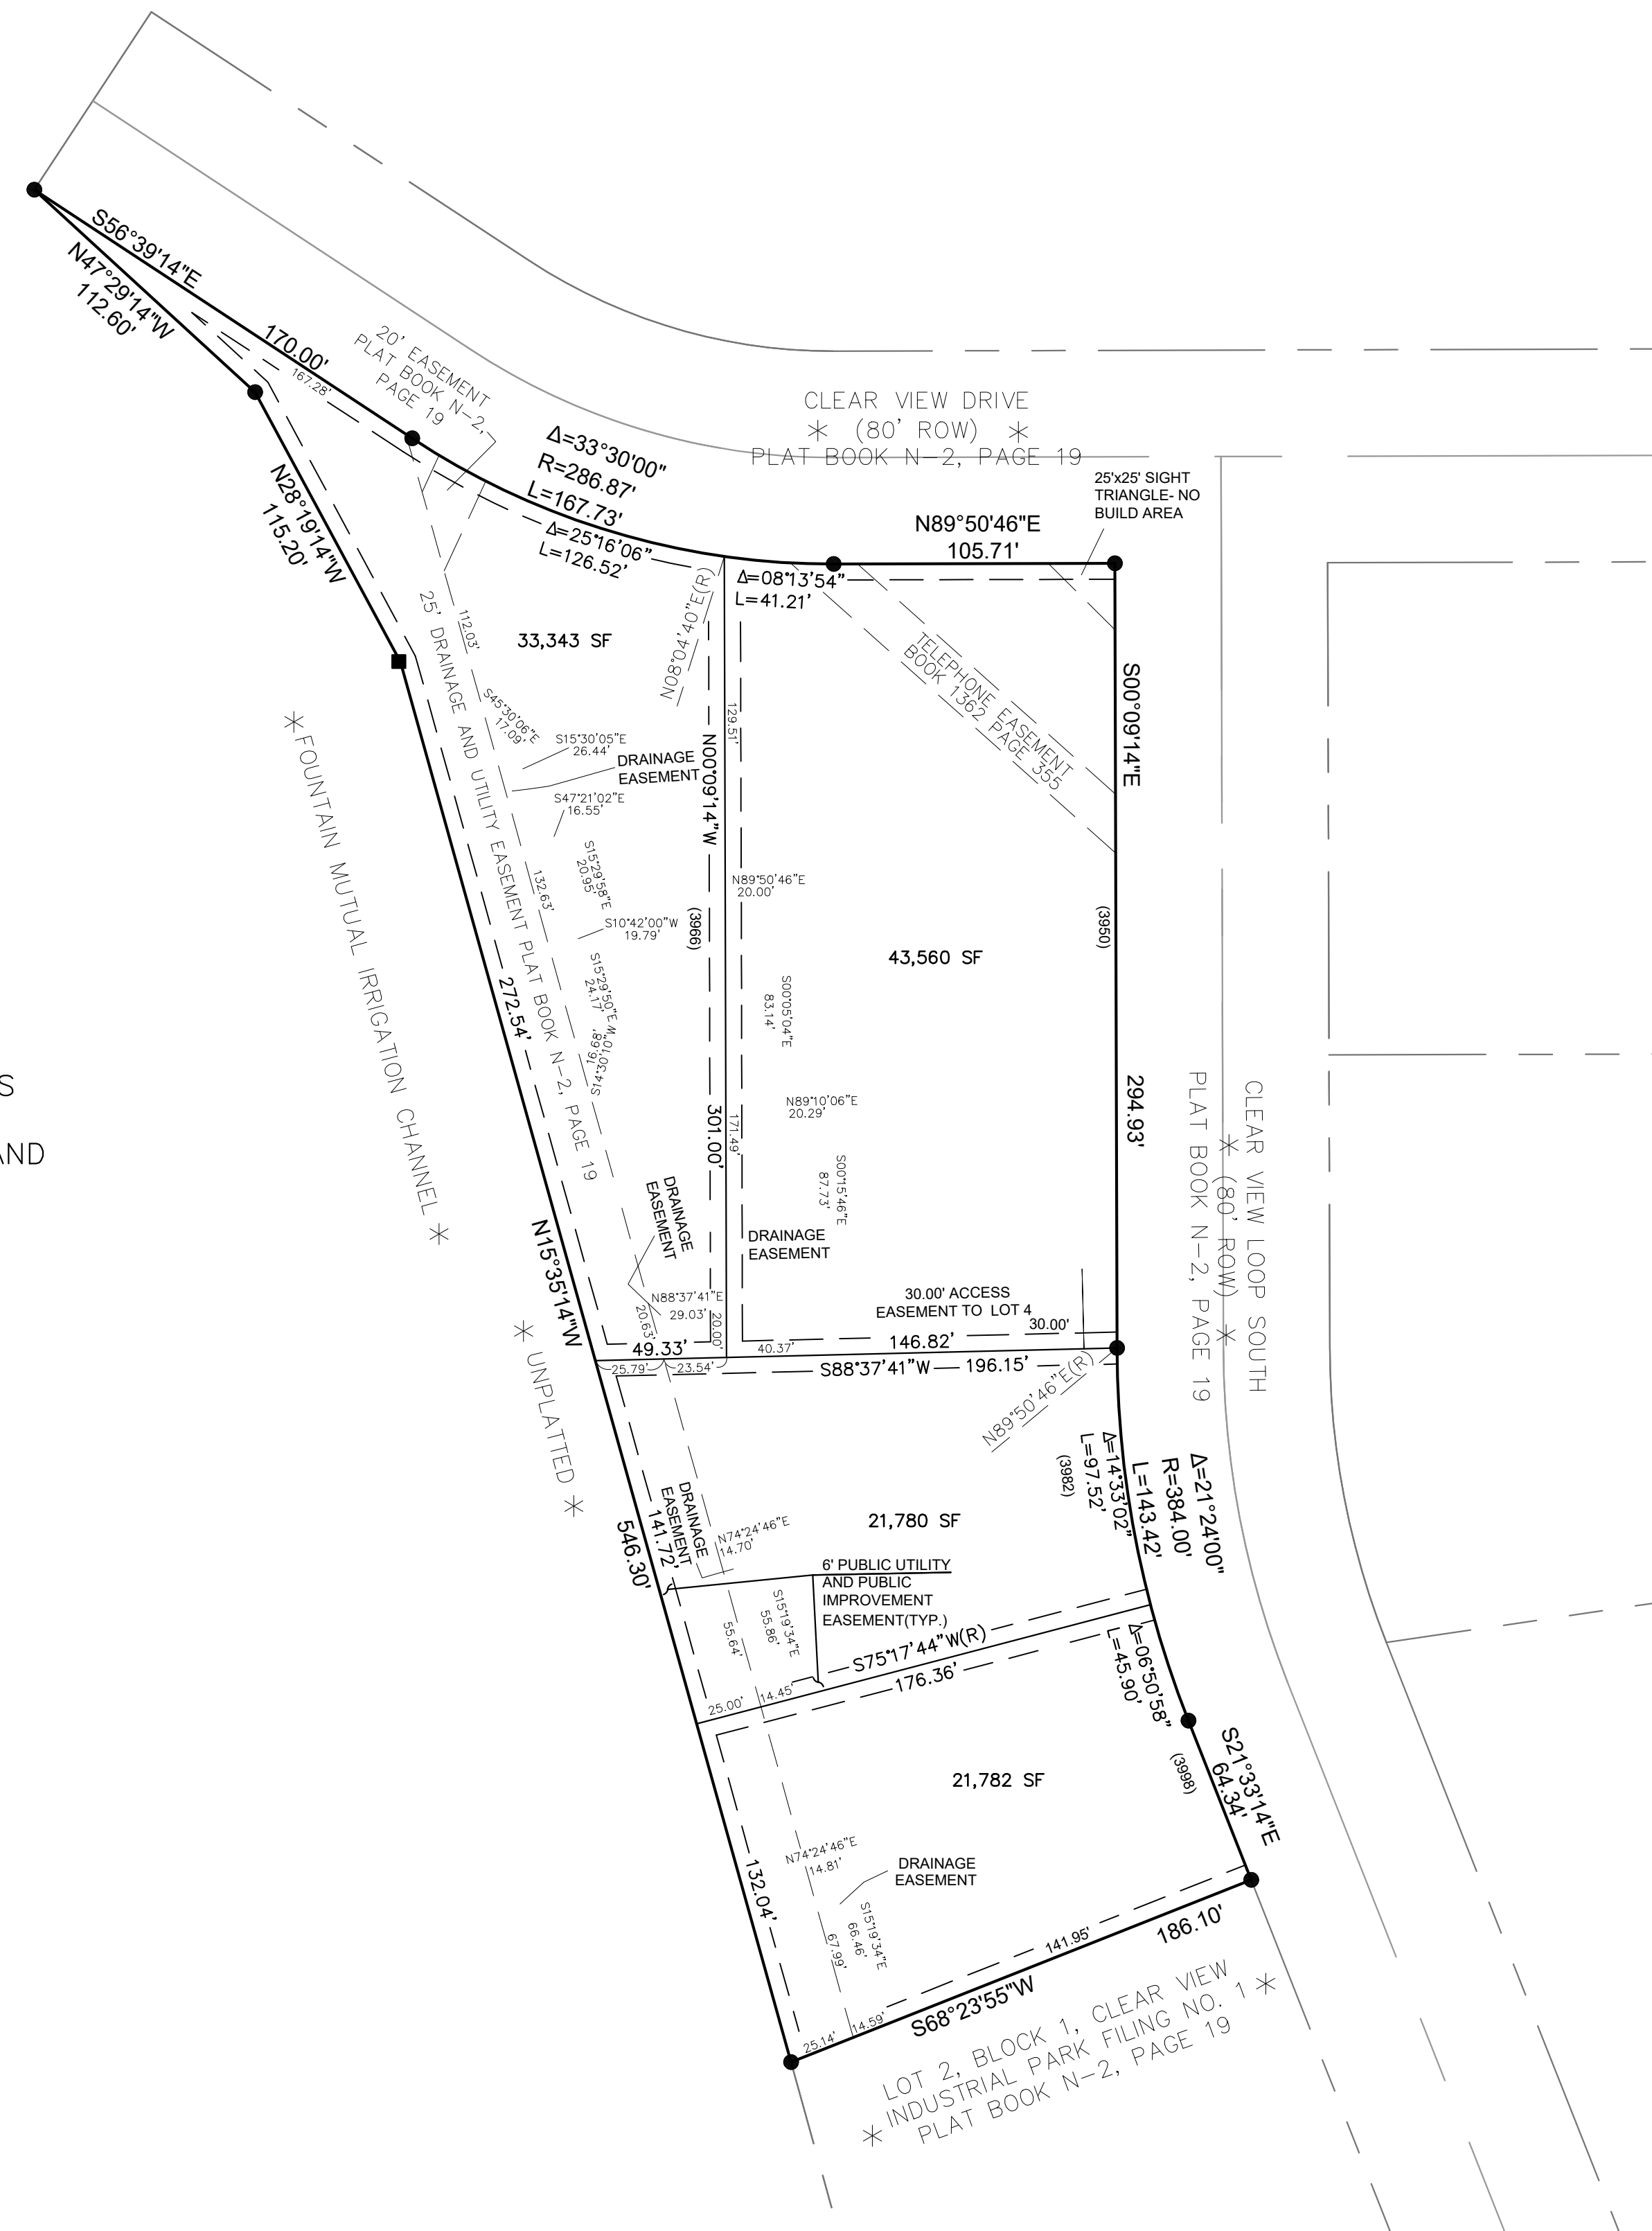 S56°39'14"E
170.00'
167.28'
N47°29'14"W
112.60'
20' EASEMENT
PLAT BOOK N-2,
PAGE 19
CLEAR VIEW DRIVE
* (80' ROW) *
PLAT BOOK N-2, PAGE 19
Δ=33°30'00"
R=286.87'
L=167.73'
Δ=25°16'06"
L=126.52'
25'x25' SIGHT
TRIANGLE- NO
BUILD AREA
N89°50'46"E
105.71'
N28°19'14"W
115.20'
Δ=08°13'54"
L=41.21'
N08°04'40"E(R)
33,343 SF
112.03'
25' DRAINAGE AND UTILITY EASEMENT PLAT BOOK N-2, PAGE 19
TELEPHONE EASEMENT
BOOK 1362 PAGE 355
S00°09'14"E
S45°30'06"E
17.09'
S15°30'05"E
26.44'
DRAINAGE
EASEMENT
129.51'
N00°09'14"W
S47°21'02"E
16.55'
* FOUNTAIN MUTUAL IRRIGATION CHANNEL *
S15°29'58"E
20.95'
132.63'
N89°50'46"E
20.00'
S10°42'00"W
19.79'
(3966)
(3950)
43,560 SF
S15°29'50"E
24.17'
272.54'
S00°05'04"E
83.14'
S14°30'10"W
16.98'
S
AND
N89°10'06"E
20.29'
301.00'
171.49'
294.93'
CLEAR VIEW LOOP SOUTH
* (80' ROW) *
PLAT BOOK N-2, PAGE 19
S00°15'46"E
87.73'
DRAINAGE
EASEMENT
DRAINAGE
EASEMENT
N15°35'14"W
N88°37'41"E
29.03'
20.63'
20.00'
30.00' ACCESS
EASEMENT TO LOT 4
30.00'
49.33'
40.37'
146.82'
25.79'
23.54'
S88°37'41"W
196.15'
* UNPLATTED *
N89°50'46"E(R)
Δ=14°33'02"
L=97.52'
(3982)
Δ=21°24'00"
R=384.00'
L=143.42'
DRAINAGE
EASEMENT
141.72'
546.30'
21,780 SF
N74°24'46"E
14.70'
6' PUBLIC UTILITY
AND PUBLIC
IMPROVEMENT
EASEMENT(TYP.)
S15°19'34"E
55.86'
55.64'
S75°17'44"W(R)
176.36'
Δ=06°50'58"
L=45.90'
25.00'
14.45'
21,782 SF
(3998)
S21°33'14"E
64.34'
N74°24'46"E
14.81'
DRAINAGE
EASEMENT
132.04'
S15°19'34"E
66.46'
67.99'
141.95'
186.10'
S68°23'55"W
25.14'
14.59'
LOT 2, BLOCK 1, CLEAR VIEW
* INDUSTRIAL PARK FILING NO. 1 *
PLAT BOOK N-2, PAGE 19